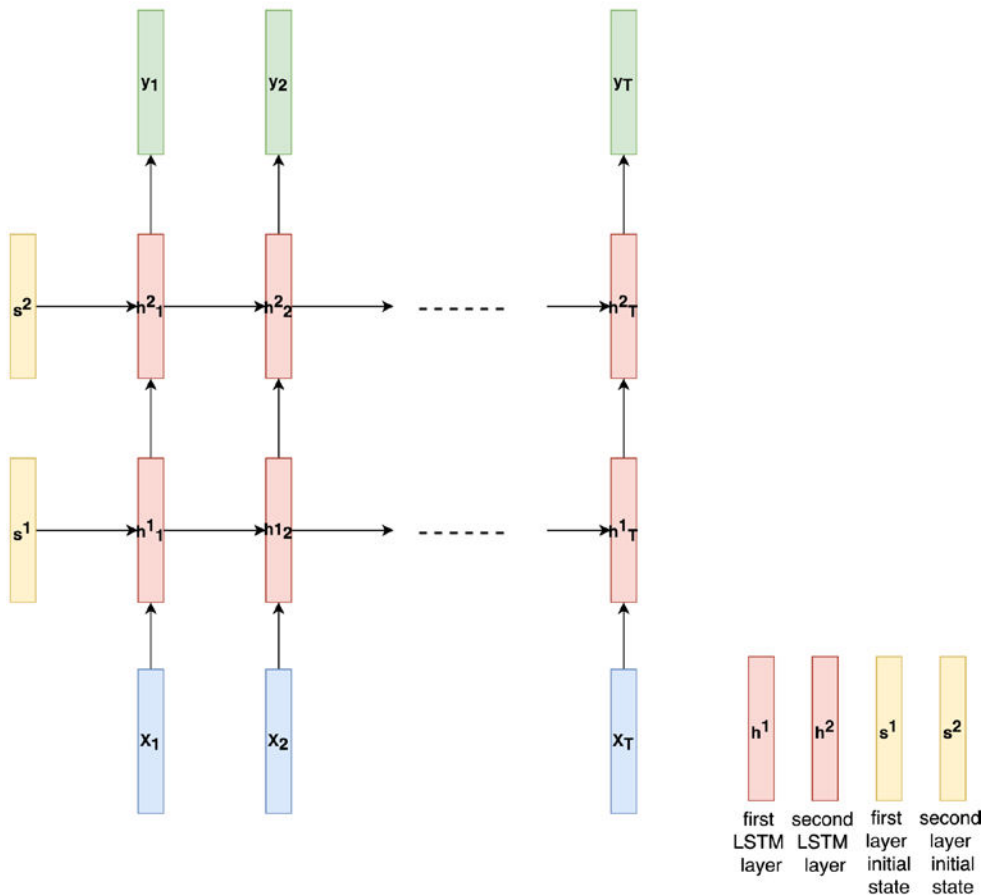 y1 y2 yT
s2 h21 h22 h2T
s1 h11 h12 h1T
X1 X2 XT
h1 h2 s1 s2
first second first second
LSTM LSTM layer layer
layer layer initial initial
state state